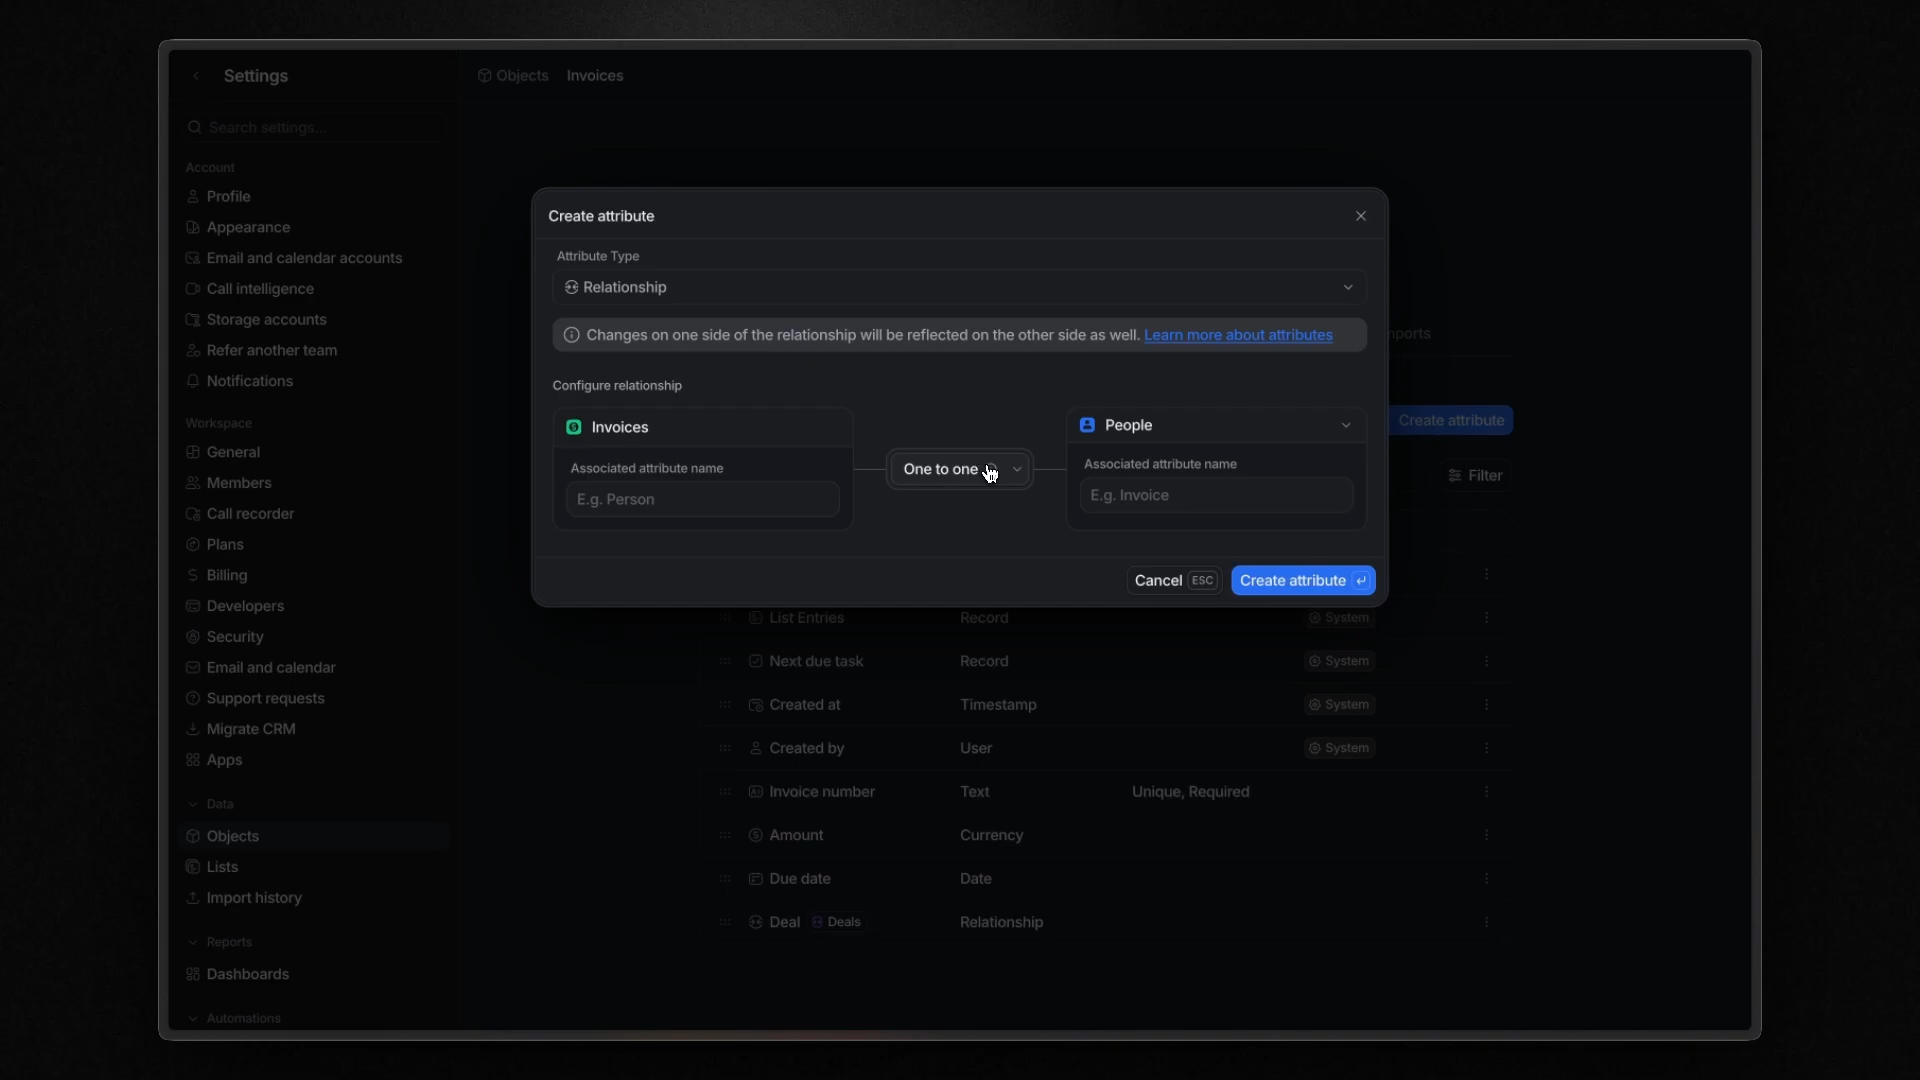 Settings
Objects Invoices
Search settings...
Account
Profile
Appearance
Email and calendar accounts
Call intelligence
Storage accounts
Refer another team
Notifications
Workspace
General
Members
Call recorder
Plans
Billing
Developers
Security
Email and calendar
Support requests
Migrate CRM
Apps
Data
Objects
Lists
Import history
Reports
Dashboards
Automations
Create attribute
Attribute Type
Relationship
Changes on one side of the relationship will be reflected on the other side as well. Learn more about attributes
Configure relationship
Invoices
Associated attribute name
E.g. Person
One to one
People
Associated attribute name
E.g. Invoice
Cancel ESC
Create attribute
Create attribute
Filter
List Entries Record System
Next due task Record System
Created at Timestamp System
Created by User System
Invoice number Text Unique, Required
Amount Currency
Due date Date
Deal Deals Relationship